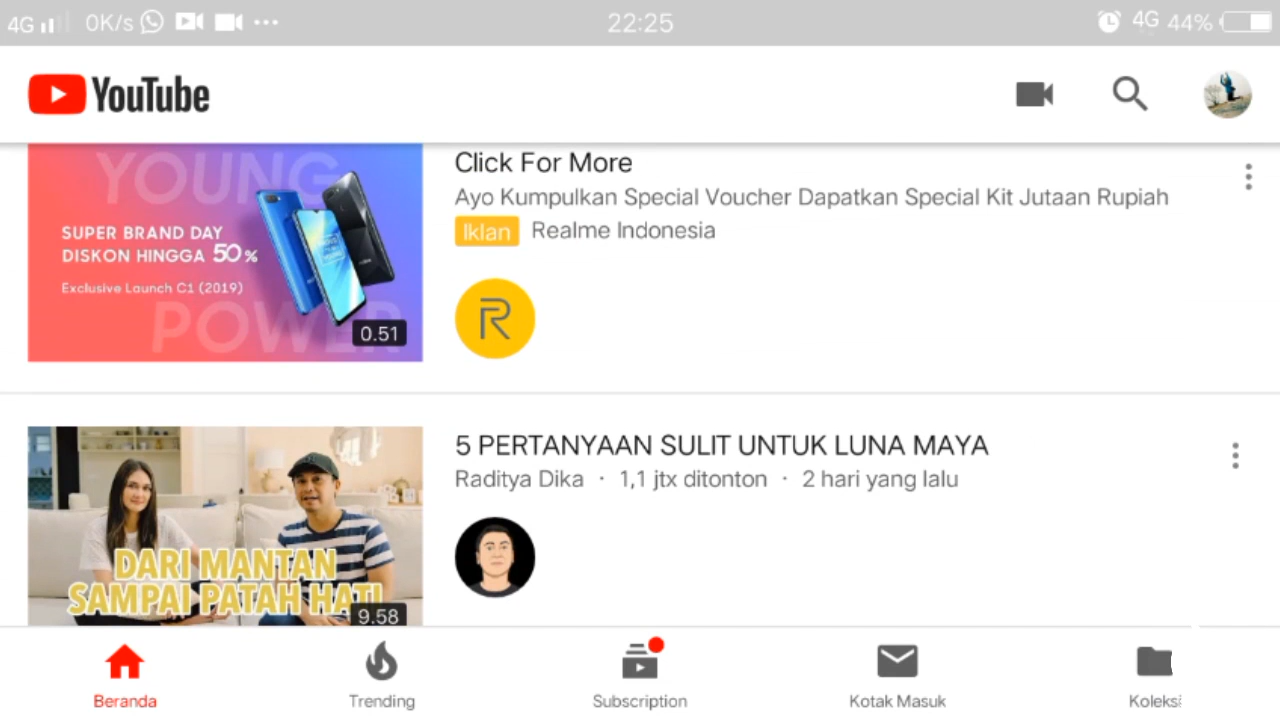 4G 0K/s 22:25 4G 44%
YouTube
YOUNG
SUPER BRAND DAY
DISKON HINGGA 50%
Exclusive Launch C1 (2019)
POWER
0.51
Click For More
Ayo Kumpulkan Special Voucher Dapatkan Special Kit Jutaan Rupiah
Iklan Realme Indonesia
R
DARI MANTAN
SAMPAI PATAH HATI
9.58
5 PERTANYAAN SULIT UNTUK LUNA MAYA
Raditya Dika · 1,1 jtx ditonton · 2 hari yang lalu
Beranda Trending Subscription Kotak Masuk Koleksi